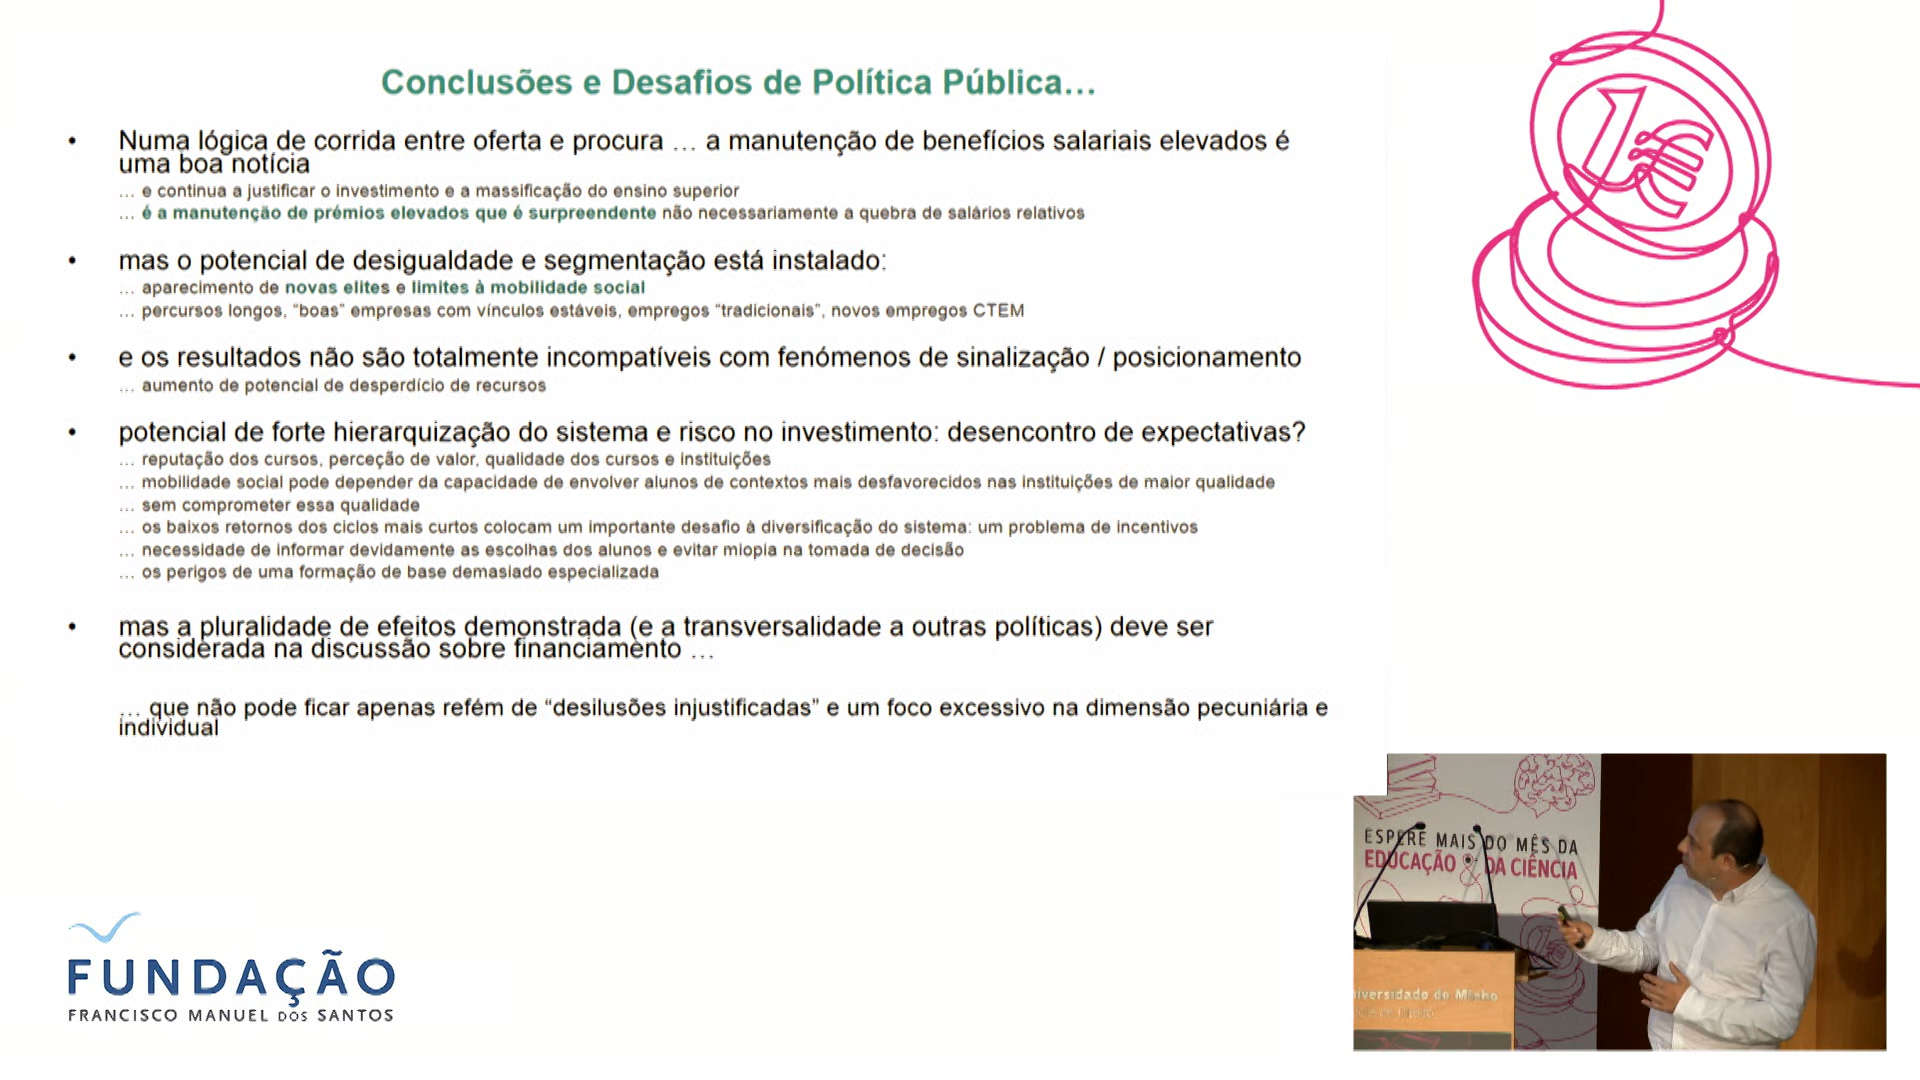 Conclusões e Desafios de Política Pública...
• Numa lógica de corrida entre oferta e procura ... a manutenção de benefícios salariais elevados é
uma boa notícia
... e continua a justificar o investimento e a massificação do ensino superior
... é a manutenção de prémios elevados que é surpreendente não necessariamente a quebra de salários relativos
• mas o potencial de desigualdade e segmentação está instalado:
... aparecimento de novas elites e limites à mobilidade social
... percursos longos, “boas” empresas com vínculos estáveis, empregos “tradicionais”, novos empregos CTEM
• e os resultados não são totalmente incompatíveis com fenómenos de sinalização / posicionamento
... aumento de potencial de desperdício de recursos
• potencial de forte hierarquização do sistema e risco no investimento: desencontro de expectativas?
... reputação dos cursos, perceção de valor, qualidade dos cursos e instituições
... mobilidade social pode depender da capacidade de envolver alunos de contextos mais desfavorecidos nas instituições de maior qualidade
... sem comprometer essa qualidade
... os baixos retornos dos ciclos mais curtos colocam um importante desafio à diversificação do sistema: um problema de incentivos
... necessidade de informar devidamente as escolhas dos alunos e evitar miopia na tomada de decisão
... os perigos de uma formação de base demasiado especializada
• mas a pluralidade de efeitos demonstrada (e a transversalidade a outras políticas) deve ser
considerada na discussão sobre financiamento ...
... que não pode ficar apenas refém de “desilusões injustificadas” e um foco excessivo na dimensão pecuniária e
individual
1€
ESPERE MAIS DO MÊS DA
EDUCAÇÃO & DA CIÊNCIA
iversidade do Minho
FUNDAÇÃO
FRANCISCO MANUEL DOS SANTOS